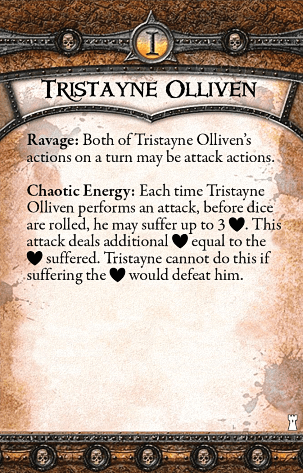 I
Tristayne Olliven
Ravage: Both of Tristayne Olliven's
actions on a turn may be attack actions.
Chaotic Energy: Each time Tristayne
Olliven performs an attack, before dice
are rolled, he may suffer up to 3 ♥. This
attack deals additional ♥ equal to the
♥ suffered. Tristayne cannot do this if
suffering the ♥ would defeat him.